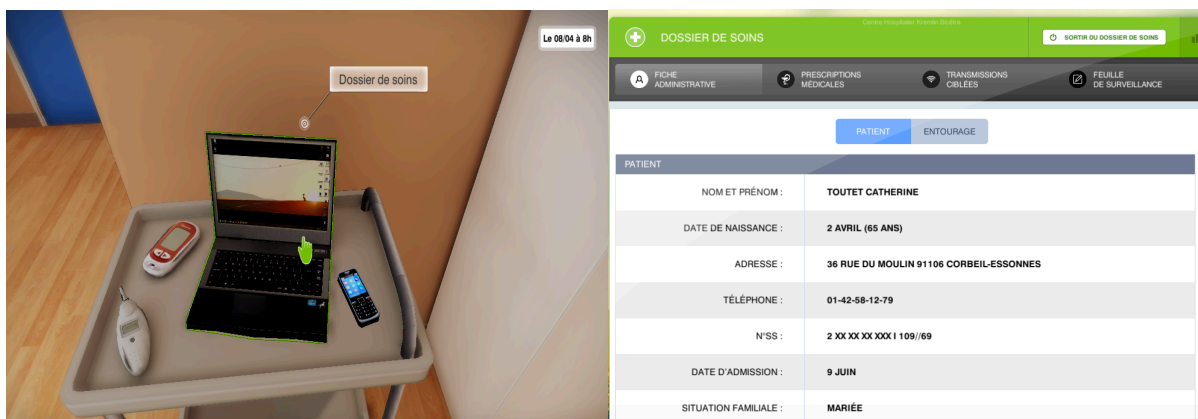 Le 08/04 à 8h
Dossier de soins
DOSSIER DE SOINS
SORTIR DU DOSSIER DE SOINS
FICHE
ADMINISTRATIVE
PRESCRIPTIONS
MÉDICALES
TRANSMISSIONS
CIBLÉES
FEUILLE
DE SURVEILLANCE
PATIENT
ENTOURAGE
PATIENT
NOM ET PRÉNOM : TOUTET CATHERINE
DATE DE NAISSANCE : 2 AVRIL (65 ANS)
ADRESSE : 36 RUE DU MOULIN 91106 CORBEIL-ESSONNES
TÉLÉPHONE : 01-42-58-12-79
N°SS : 2 XX XX XX XXX I 109//69
DATE D'ADMISSION : 9 JUIN
SITUATION FAMILIALE : MARIÉE